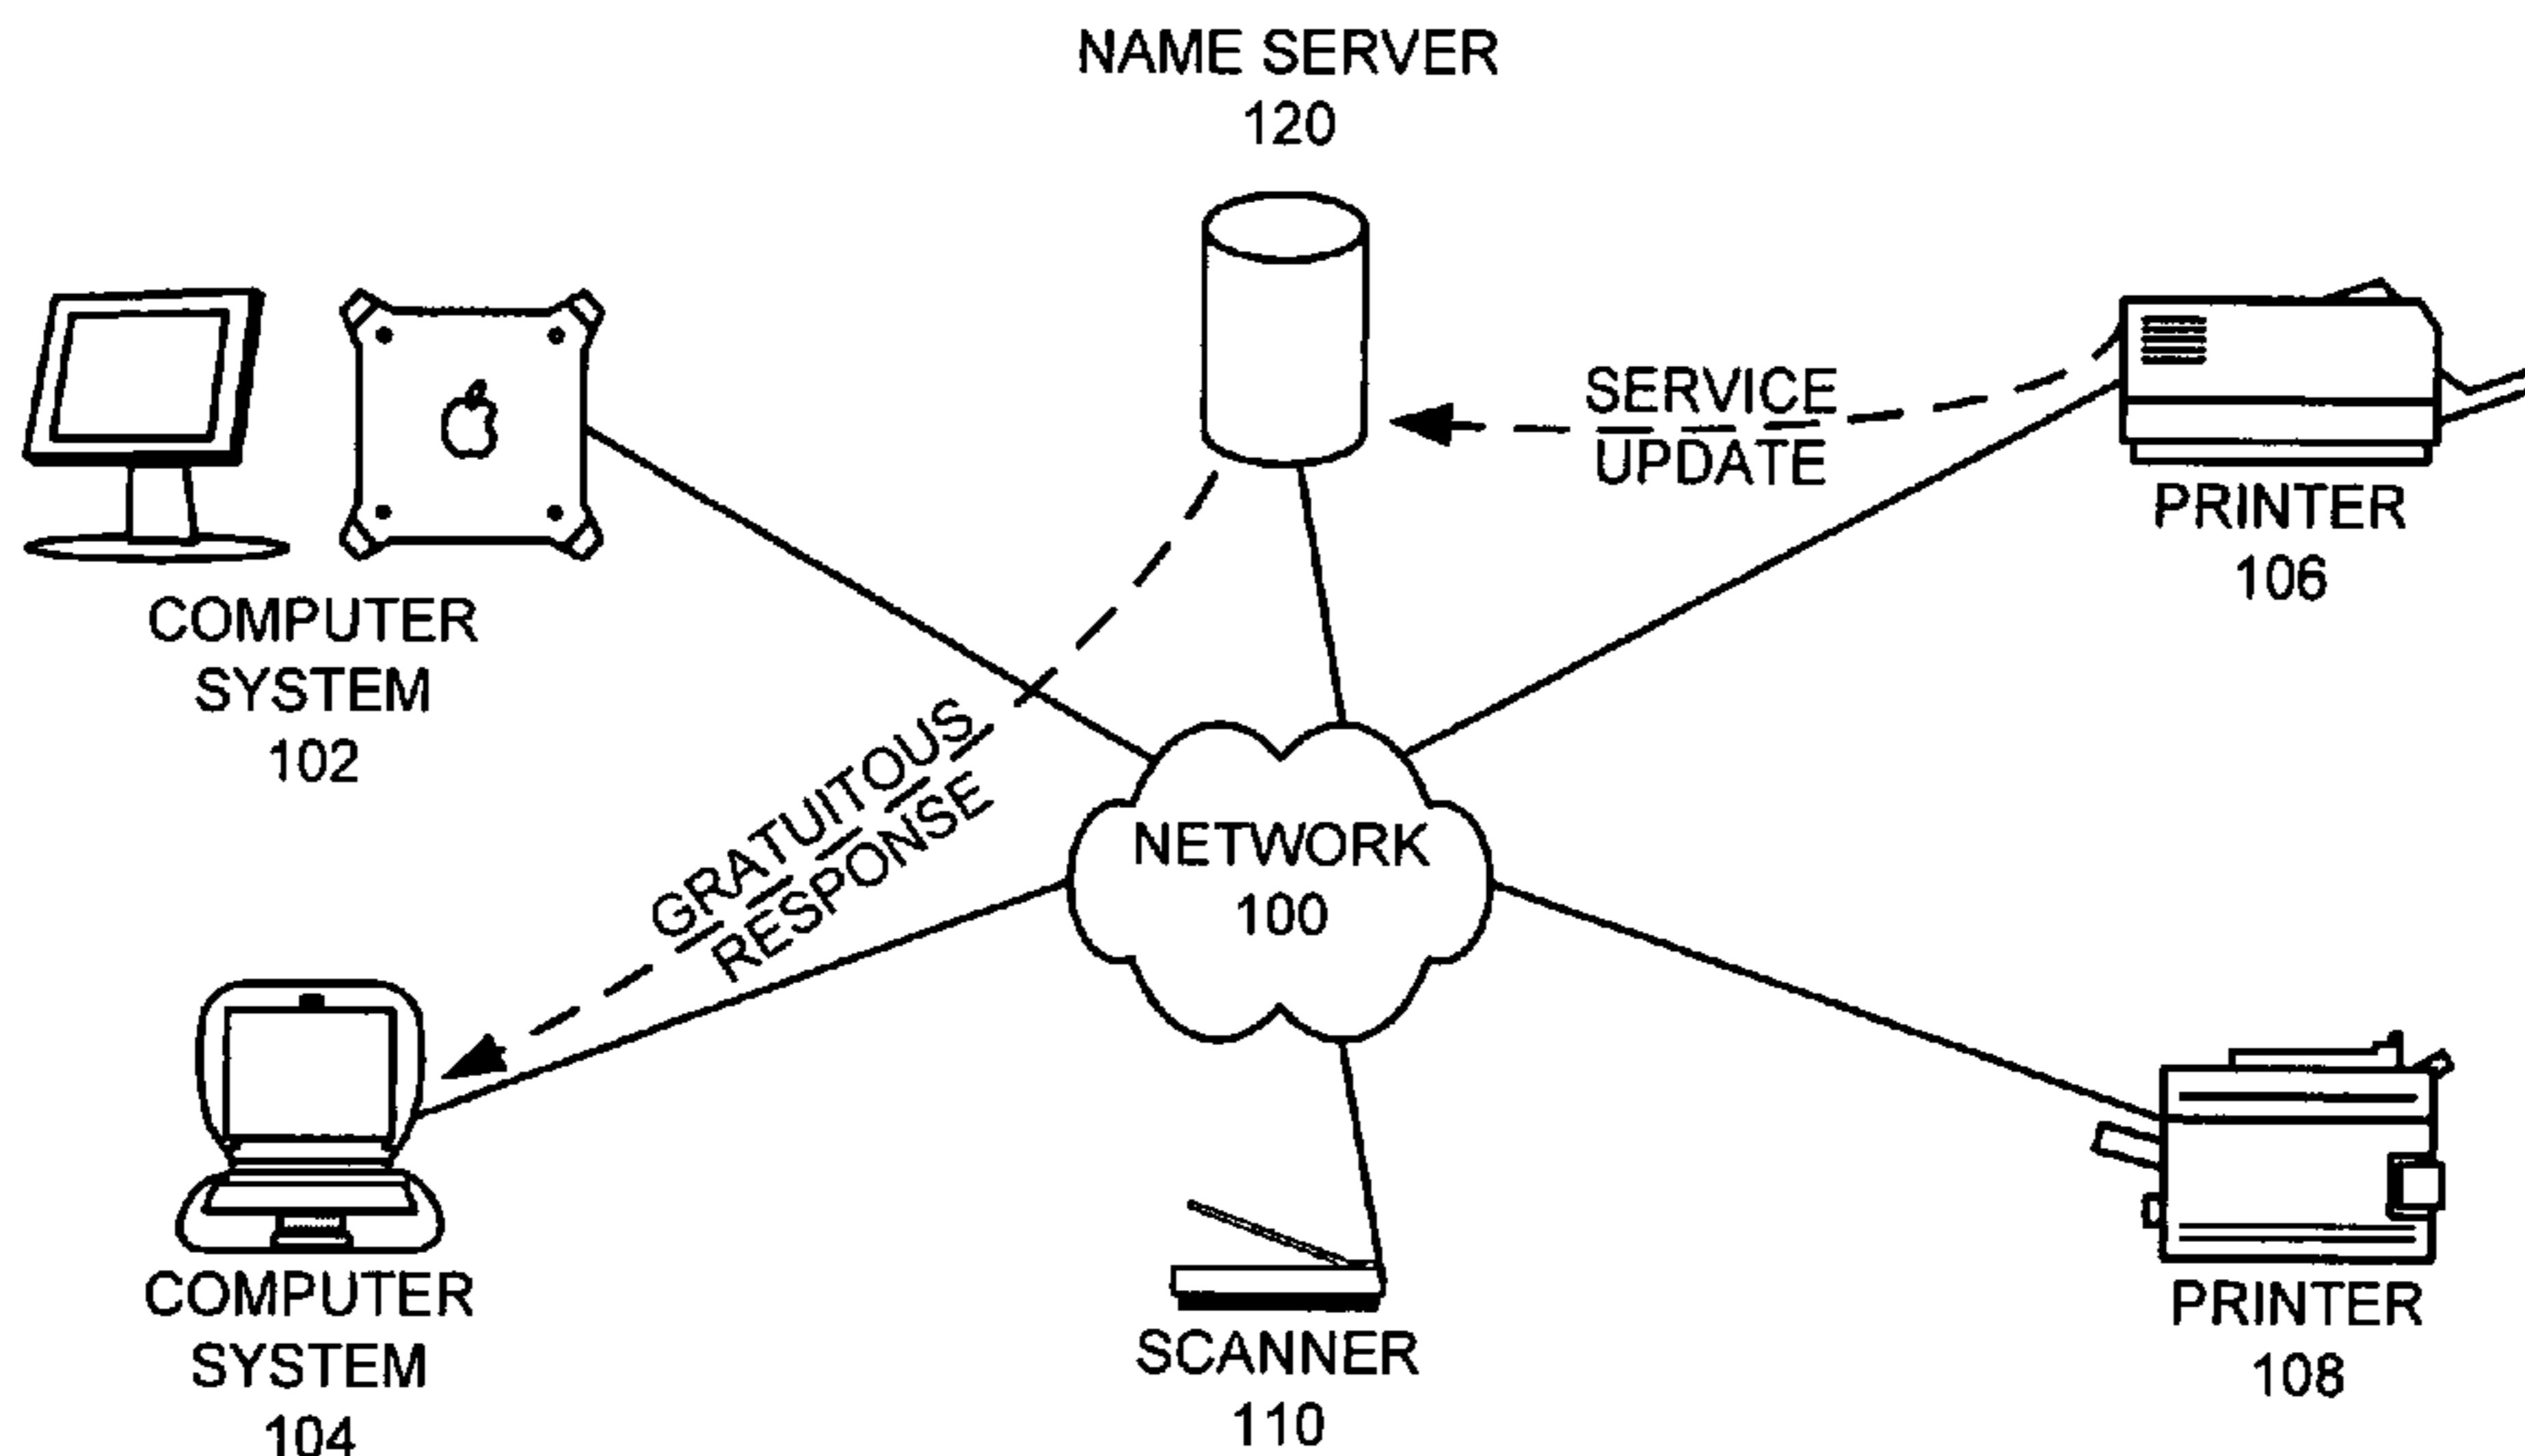 NAME SERVER
120
SERVICE
UPDATE
PRINTER
106
COMPUTER
SYSTEM
102
GRATUITOUS
RESPONSE
NETWORK
100
COMPUTER
SYSTEM
104
SCANNER
110
PRINTER
108